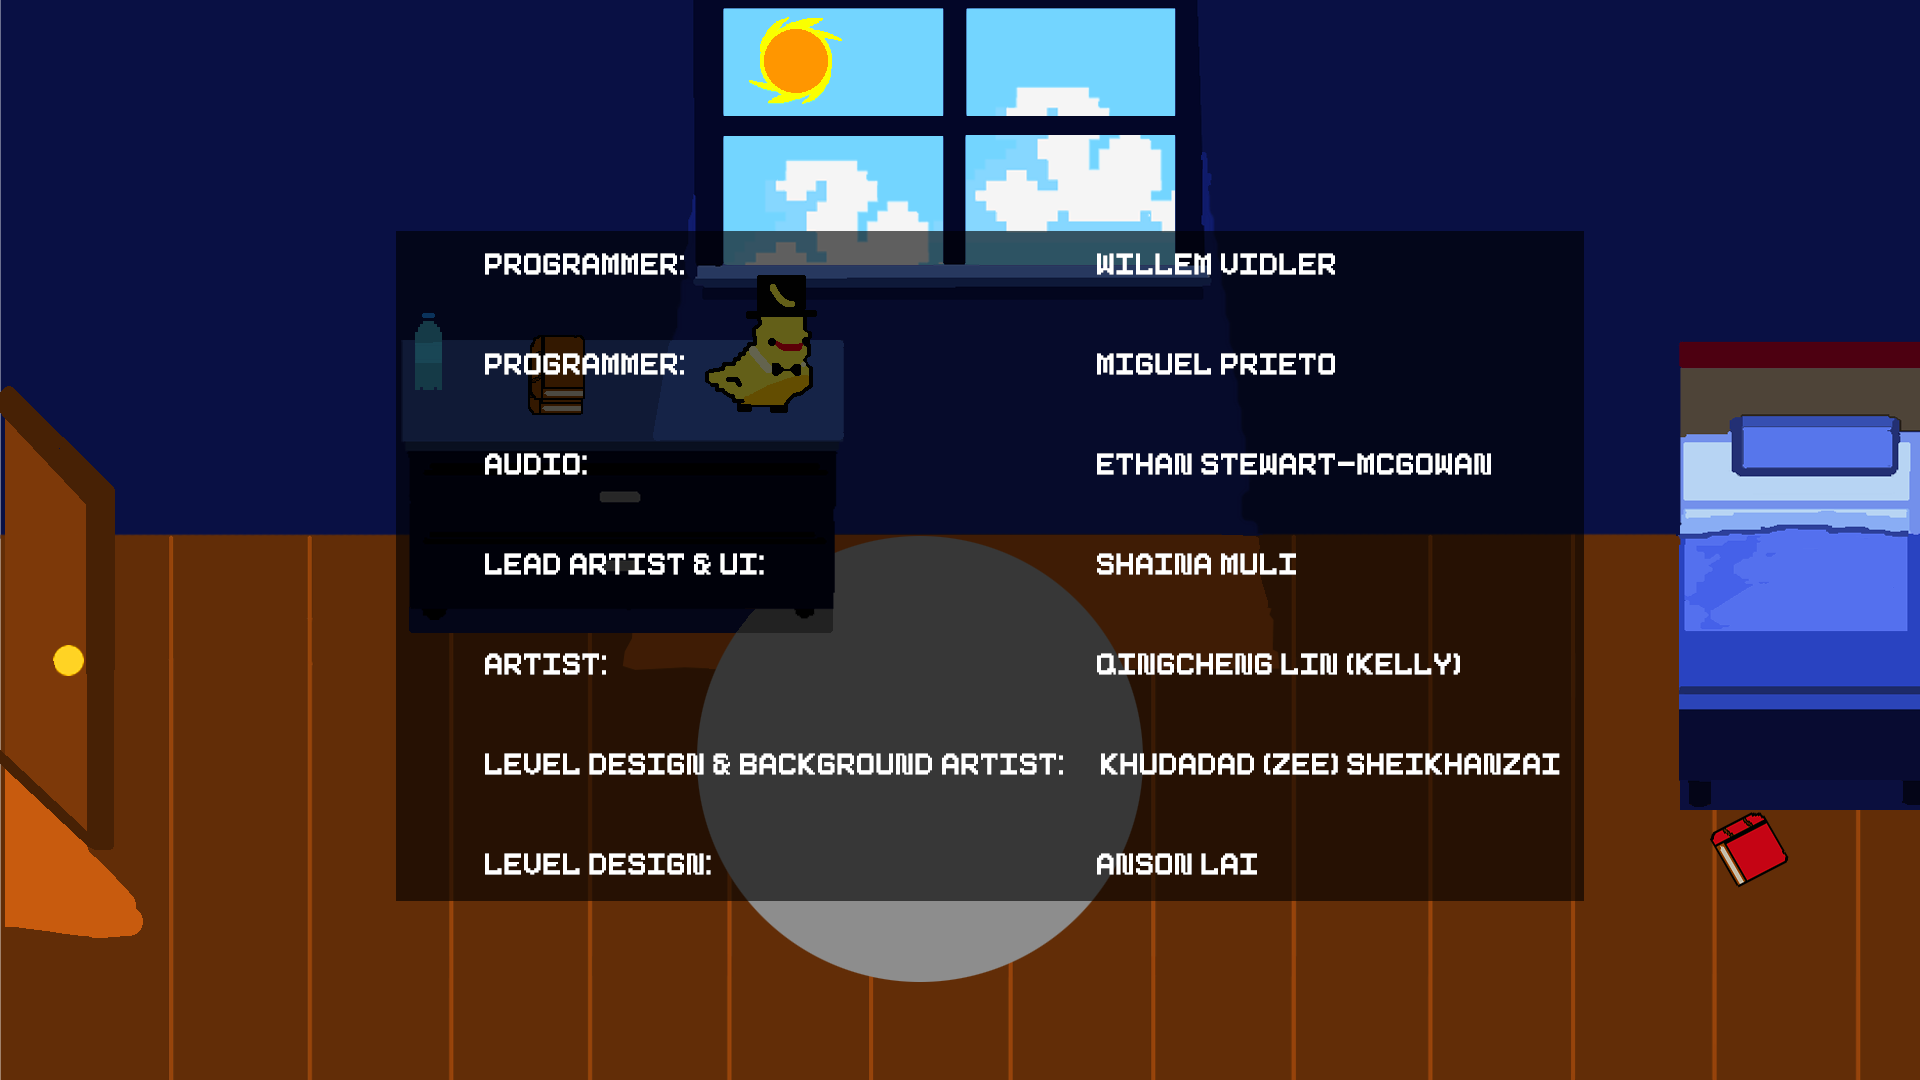 PROGRAMMER: WILLEM VIDLER
PROGRAMMER: MIGUEL PRIETO
AUDIO: ETHAN STEWART-MCGOWAN
LEAD ARTIST & UI: SHAINA MULI
ARTIST: QINGCHENG LIN (KELLY)
LEVEL DESIGN & BACKGROUND ARTIST: KHUDADAD (ZEE) SHEIKHANZAI
LEVEL DESIGN: ANSON LAI